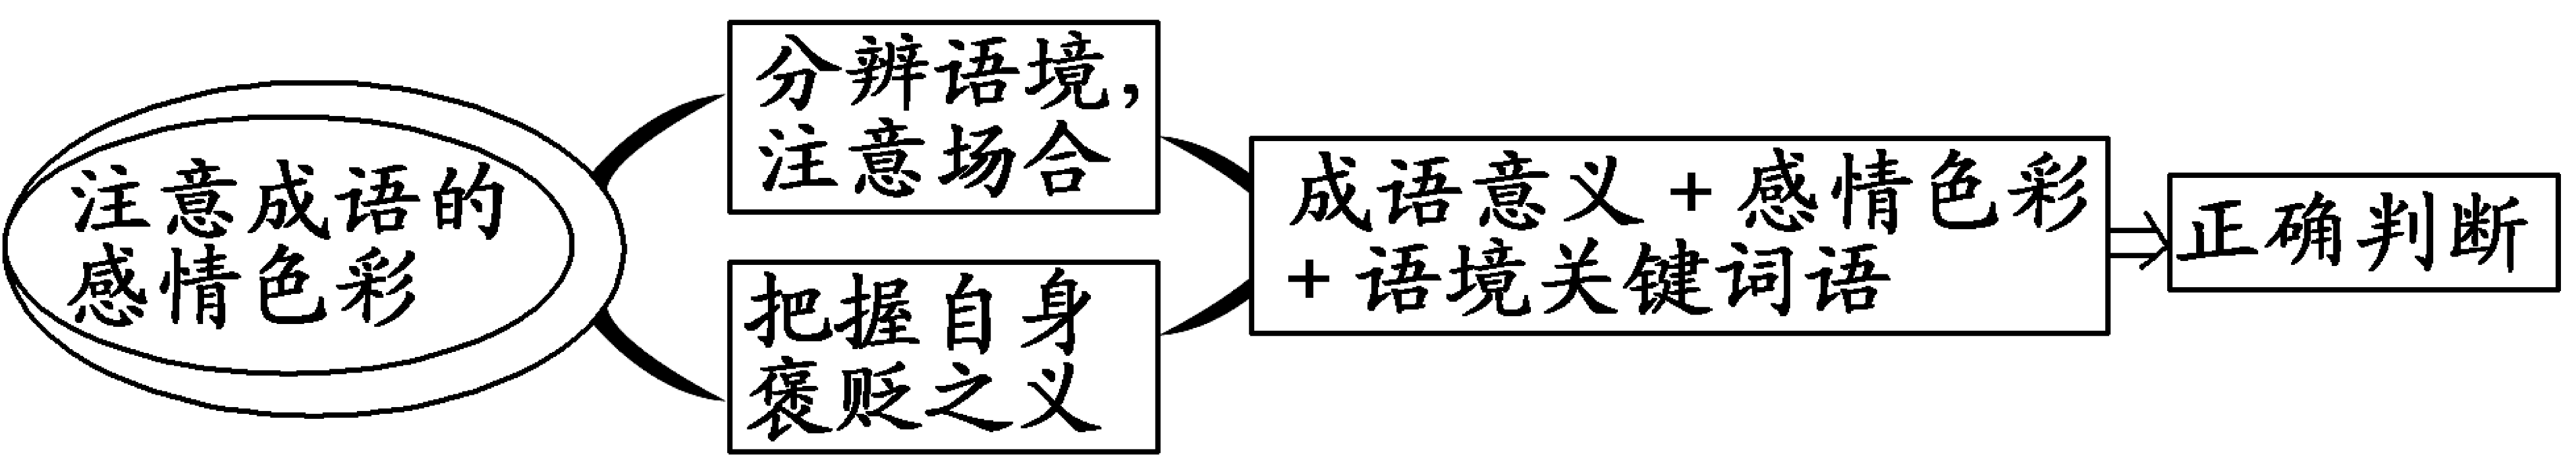 注意成语的
感情色彩
分辨语境，
注意场合
把握自身
褒贬之义
成语意义+感情色彩
+语境关键词语
正确判断